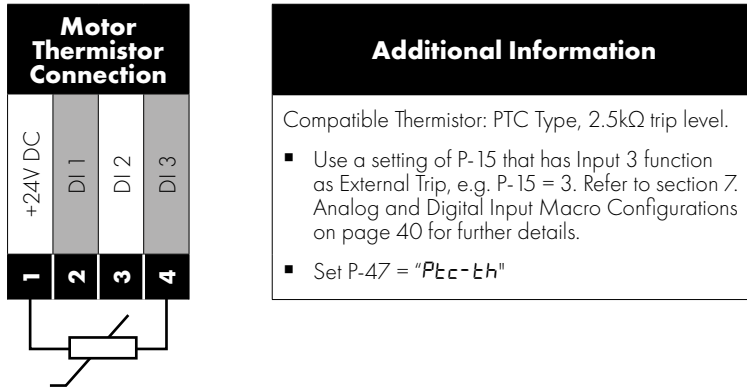 Motor
Thermistor
Connection
+24V DC
DI 1
DI 2
DI 3
1
2
3
4
Additional Information
Compatible Thermistor: PTC Type, 2.5kΩ trip level.
▪ Use a setting of P-15 that has Input 3 function
as External Trip, e.g. P-15 = 3. Refer to section 7.
Analog and Digital Input Macro Configurations
on page 40 for further details.
▪ Set P-47 = “Ptc-th"